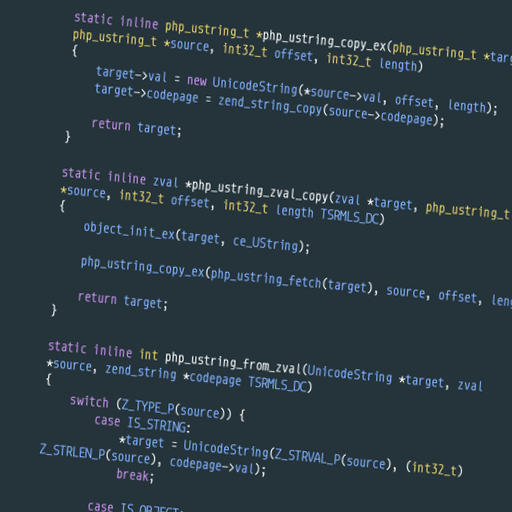 static inline php_ustring_t *php_ustring_copy_ex(php_ustring_t *targ
php_ustring_t *source, int32_t offset, int32_t length)
{
target->val = new UnicodeString(*source->val, offset, length);
target->codepage = zend_string_copy(source->codepage);
return target;
}
static inline zval *php_ustring_zval_copy(zval *target, php_ustring_t
*source, int32_t offset, int32_t length TSRMLS_DC)
{
object_init_ex(target, ce_UString);
php_ustring_copy_ex(php_ustring_fetch(target), source, offset, leng
return target;
}
static inline int php_ustring_from_zval(UnicodeString *target, zval
*source, zend_string *codepage TSRMLS_DC)
{
switch (Z_TYPE_P(source)) {
case IS_STRING:
*target = UnicodeString(Z_STRVAL_P(source), (int32_t)
Z_STRLEN_P(source), codepage->val);
break;
case IS_OBJECT: